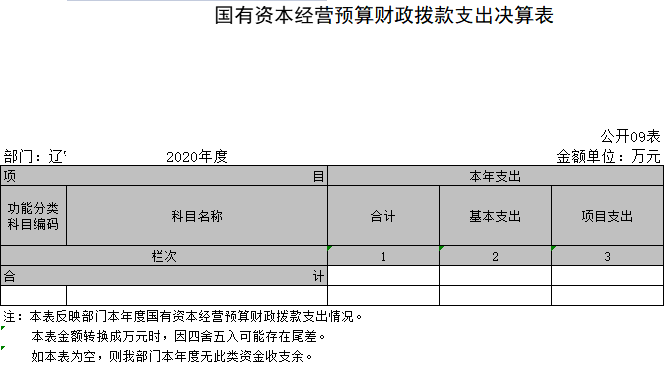 国有资本经营预算财政拨款支出决算表
公开09表
部门：辽 2020年度 金额单位：万元
项 目 本年支出
功能分类科目编码 科目名称 合计 基本支出 项目支出
栏次 1 2 3
合 计
注：本表反映部门本年度国有资本经营预算财政拨款支出情况。
本表金额转换成万元时，因四舍五入可能存在尾差。
如本表为空，则我部门本年度无此类资金收支余。